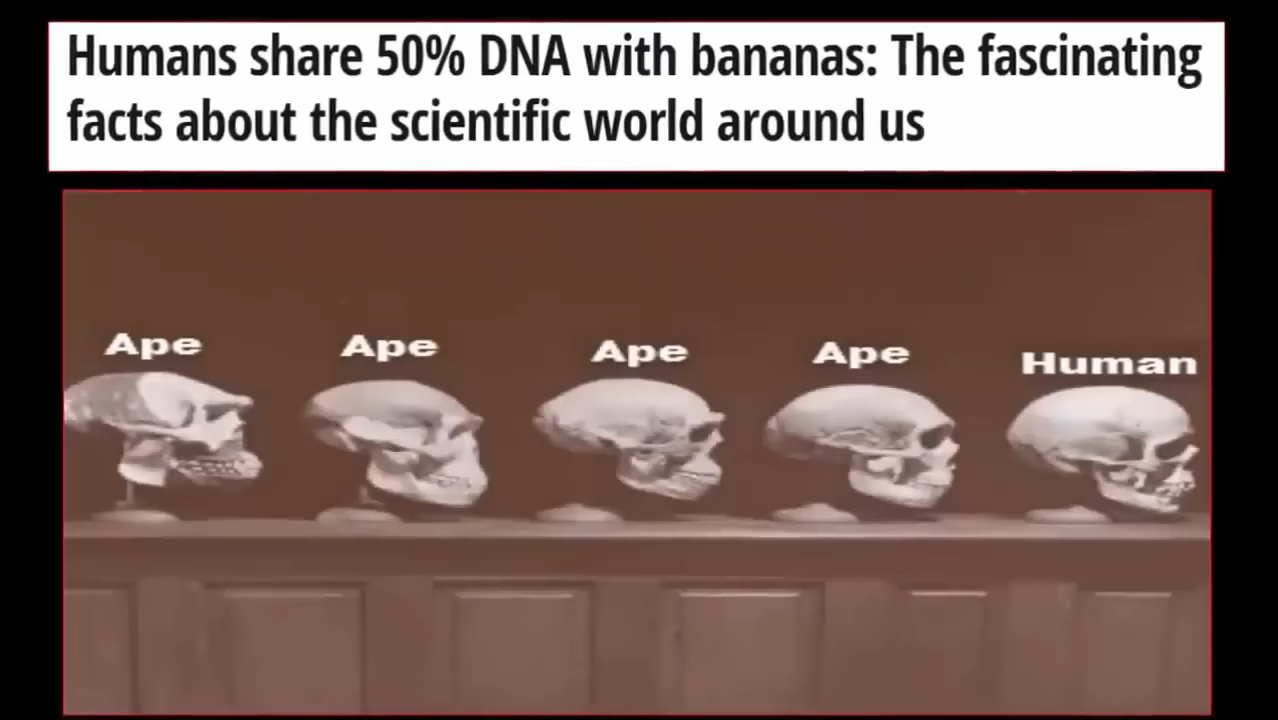 Humans share 50% DNA with bananas: The fascinating
facts about the scientific world around us
Ape
Ape
Ape
Ape
Human